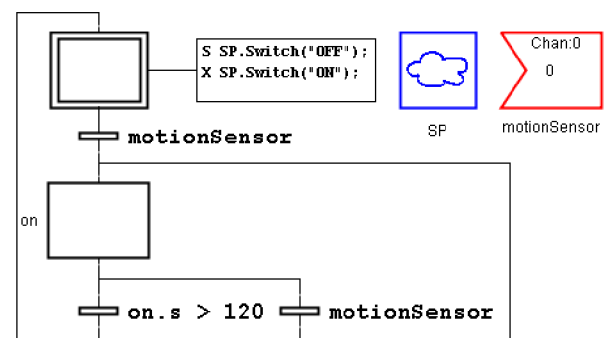 S SP.Switch("OFF");
X SP.Switch("ON");
Chan:0
0
SP
motionSensor
motionSensor
on
on.s > 120
motionSensor